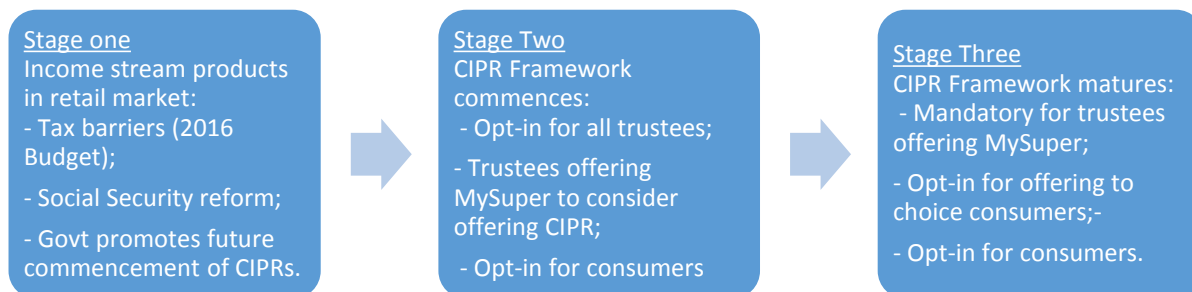 Stage one
Income stream products
in retail market:
- Tax barriers (2016
Budget);
- Social Security reform;
- Govt promotes future
commencement of CIPRs.
Stage Two
CIPR Framework
commences:
- Opt-in for all trustees;
- Trustees offering
MySuper to consider
offering CIPR;
- Opt-in for consumers
Stage Three
CIPR Framework matures:
- Mandatory for trustees
offering MySuper;
- Opt-in for offering to
choice consumers;-
- Opt-in for consumers.